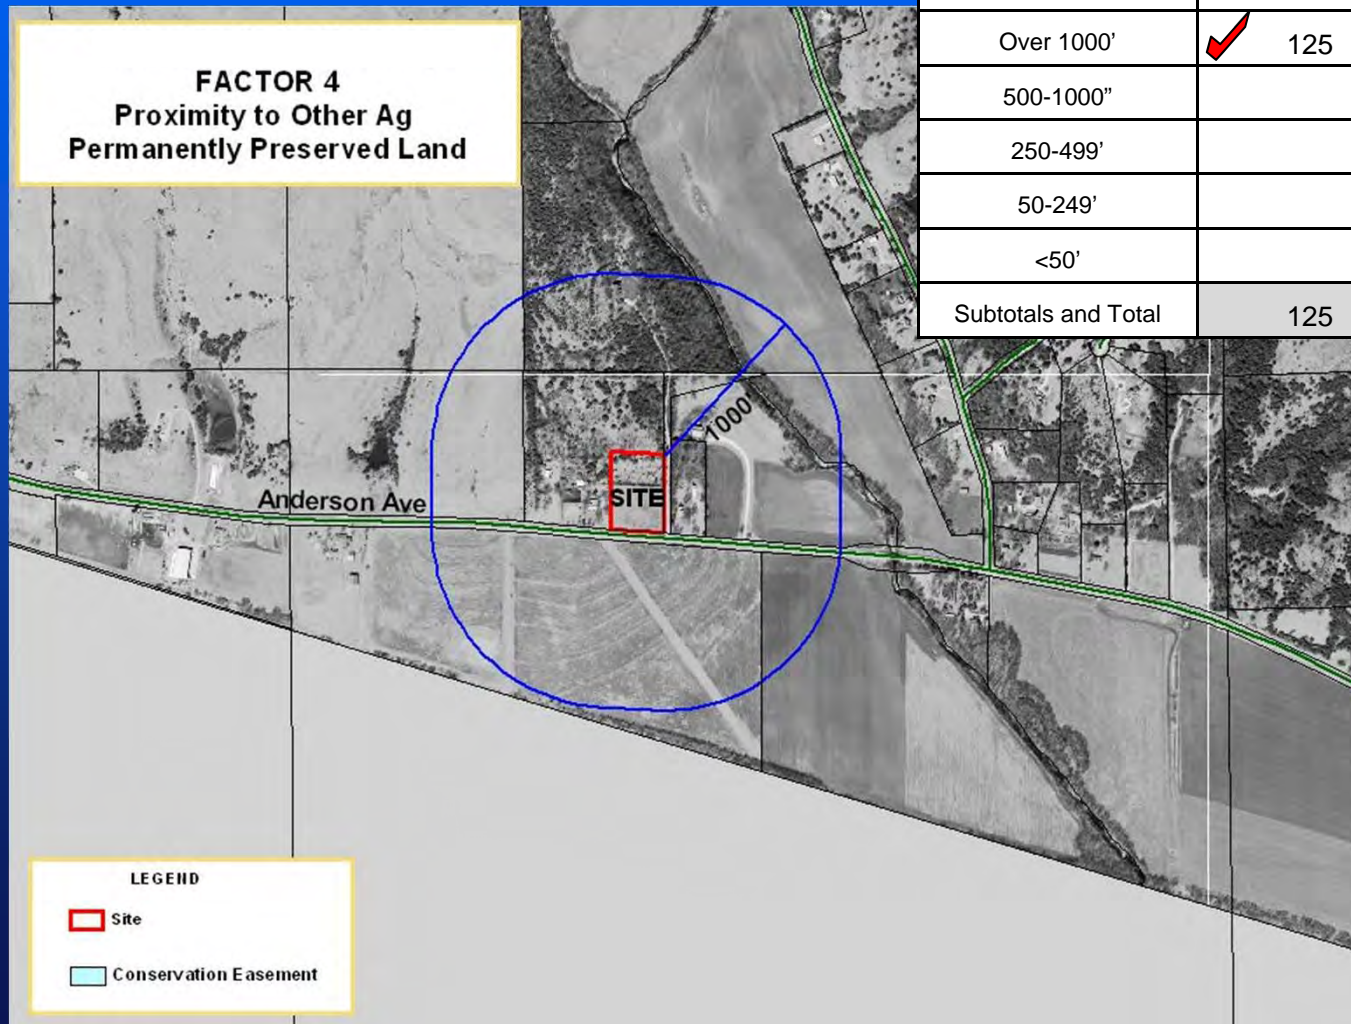 FACTOR 4
Proximity to Other Ag
Permanently Preserved Land
Over 1000’ 125
500-1000”
250-499’
50-249’
<50’
Subtotals and Total 125
1000'
SITE
Anderson Ave
LEGEND
Site
Conservation Easement